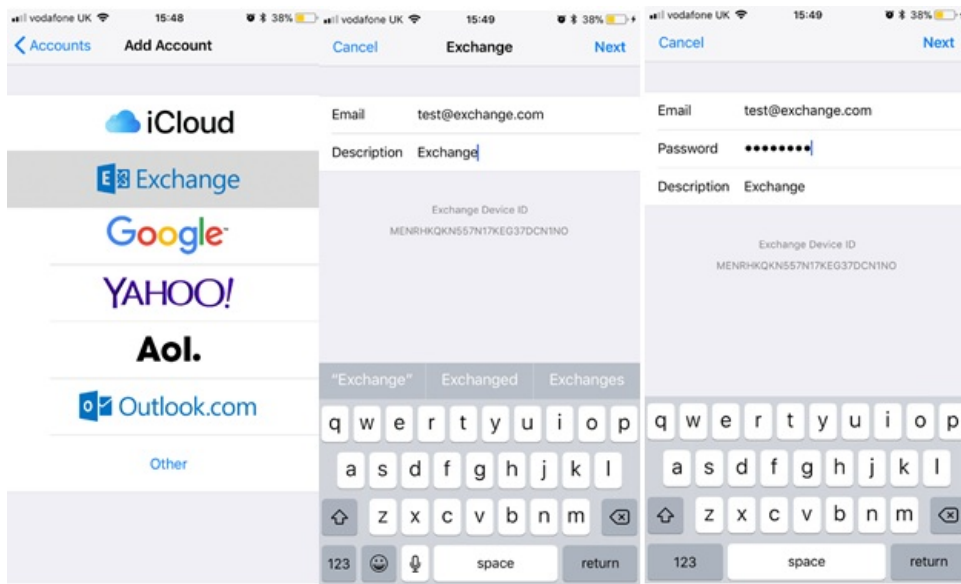 vodafone UK 15:48 38%
Accounts Add Account
iCloud
Exchange
Google
YAHOO!
Aol.
Outlook.com
Other
vodafone UK 15:49 38%
Cancel Exchange Next
Email test@exchange.com
Description Exchange
Exchange Device ID
MENRHKQKN557N17KEG37DCN1NO
"Exchange" Exchanged Exchanges
q w e r t y u i o p
a s d f g h j k l
z x c v b n m
123 space return
vodafone UK 15:49 38%
Cancel Next
Email test@exchange.com
Password ••••••••
Description Exchange
Exchange Device ID
MENRHKQKN557N17KEG37DCN1NO
q w e r t y u i o p
a s d f g h j k l
z x c v b n m
123 space return